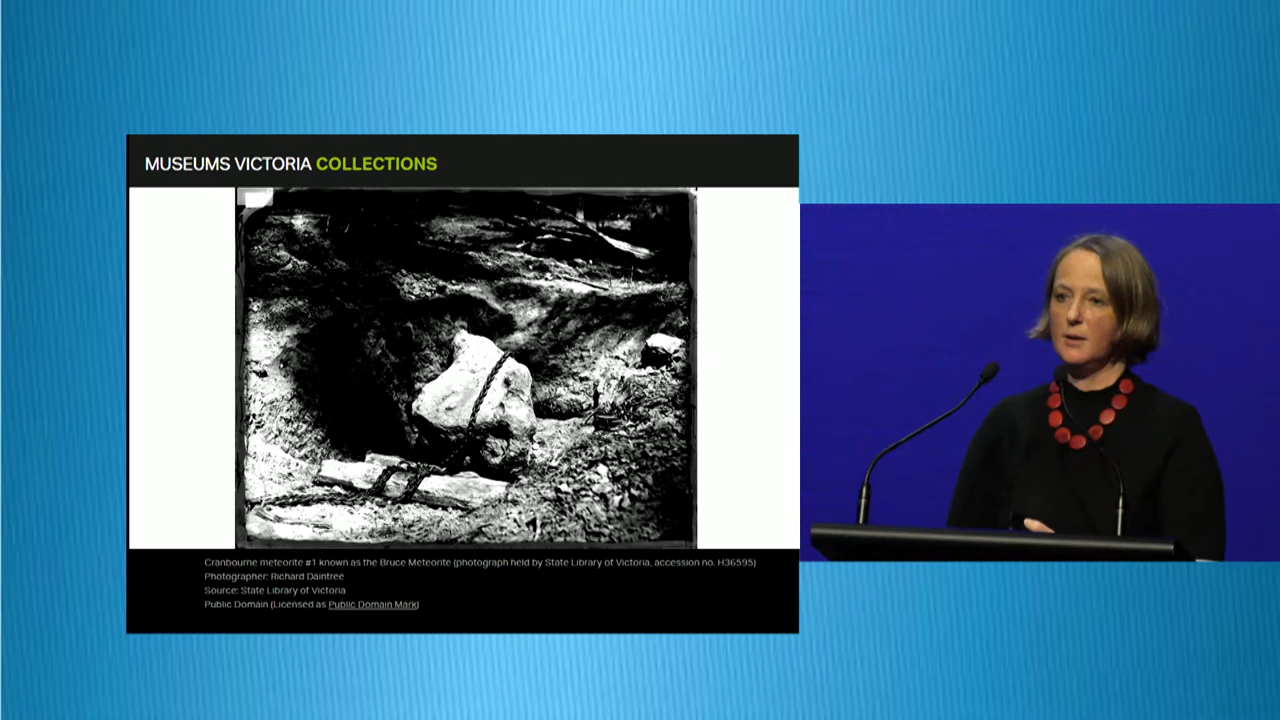 MUSEUMS VICTORIA COLLECTIONS
Cranbourne meteorite #1 known as the Bruce Meteorite (photograph held by State Library of Victoria, accession no. H36595)
Photographer: Richard Daintree
Source: State Library of Victoria
Public Domain (Licensed as Public Domain Mark)